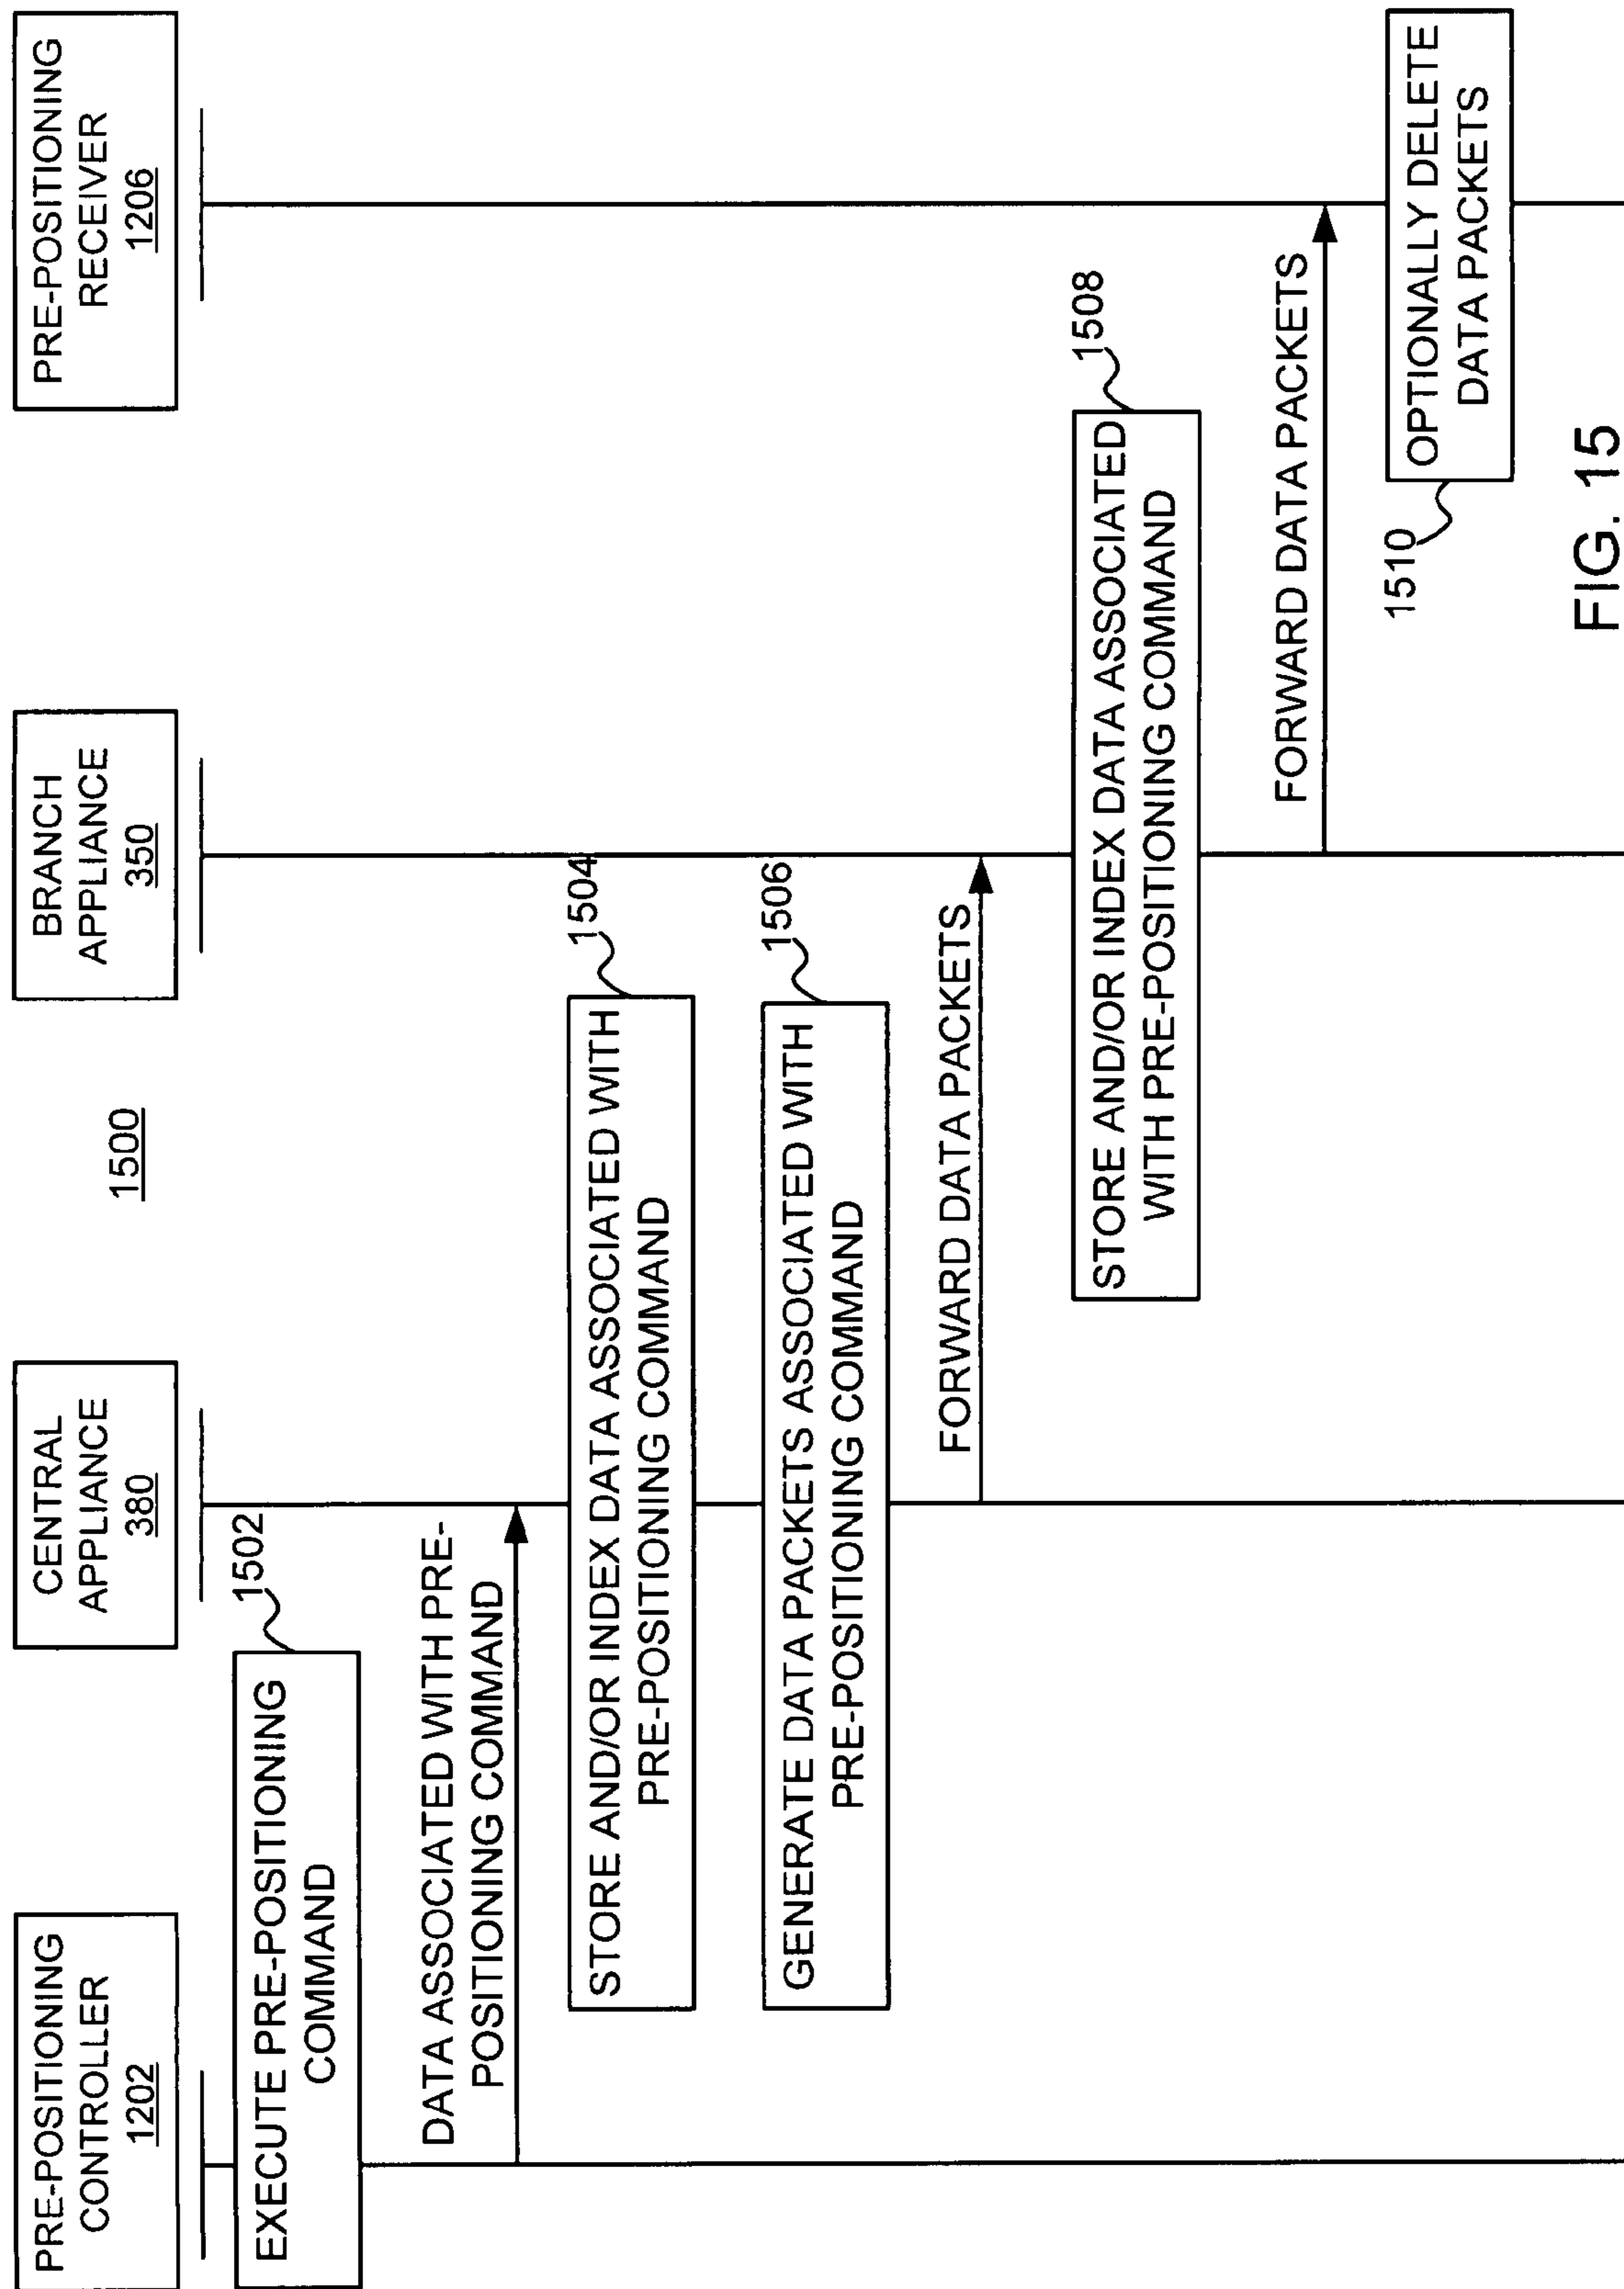 PRE-POSITIONING
CONTROLLER
1202
CENTRAL
APPLIANCE
380
1500
BRANCH
APPLIANCE
350
PRE-POSITIONING
RECEIVER
1206
EXECUTE PRE-POSITIONING
COMMAND
1502
DATA ASSOCIATED WITH PRE-
POSITIONING COMMAND
STORE AND/OR INDEX DATA ASSOCIATED WITH
PRE-POSITIONING COMMAND
1504
GENERATE DATA PACKETS ASSOCIATED WITH
PRE-POSITIONING COMMAND
1506
FORWARD DATA PACKETS
STORE AND/OR INDEX DATA ASSOCIATED
WITH PRE-POSITIONING COMMAND
1508
FORWARD DATA PACKETS
1510
OPTIONALLY DELETE
DATA PACKETS
FIG. 15